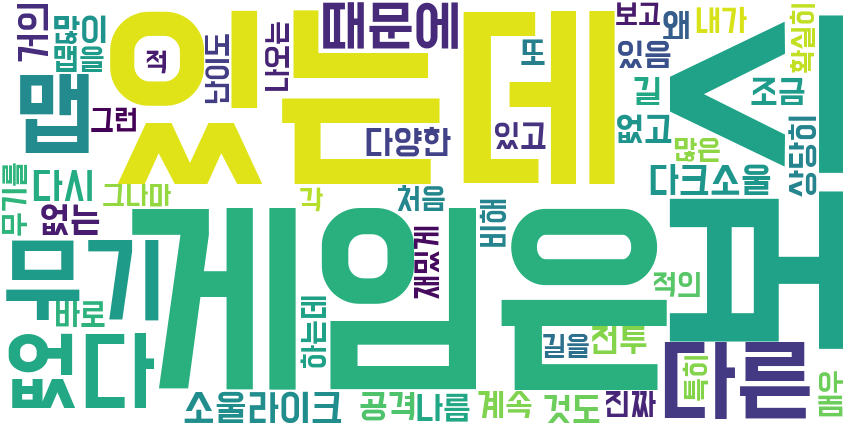 거의
많이
맵을
적
난이도
나오는
때문에
또
보고
왜
내가
확실히
있음
있는데
보스
맵
그런
다양한
있고
길
조금
없고
많은
상당히
무기를
다시
그나마
각
처음
다크소울
없는
비해
재밌게
무기
게임은
적의
바로
하는데
없다
길을
전투
다른
특히
소울라이크
공격
나름
계속
것도
진짜